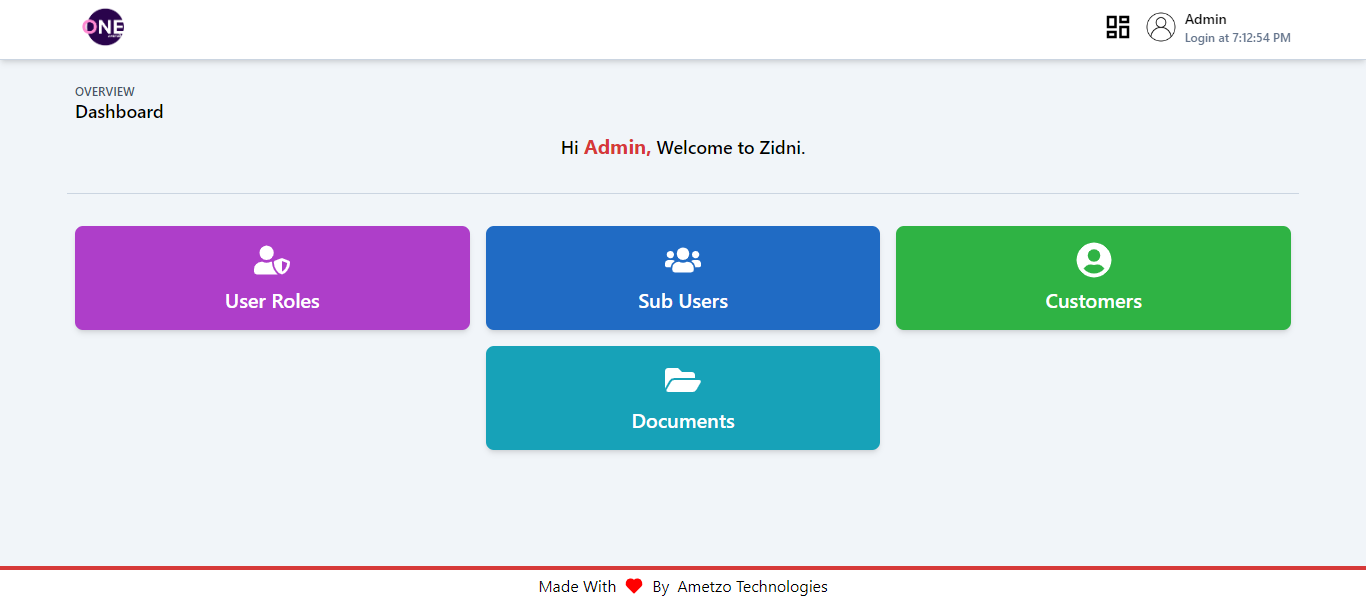 ONE
Admin
Login at 7:12:54 PM
OVERVIEW
Dashboard
Hi Admin, Welcome to Zidni.
User Roles
Sub Users
Customers
Documents
Made With By Ametzo Technologies